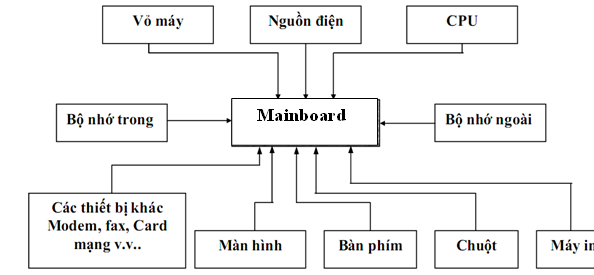 Vỏ máy
Nguồn điện
CPU
Bộ nhớ trong
Mainboard
Bộ nhớ ngoài
Các thiết bị khác
Modem, fax, Card
mạng v.v..
Màn hình
Bàn phím
Chuột
Máy in